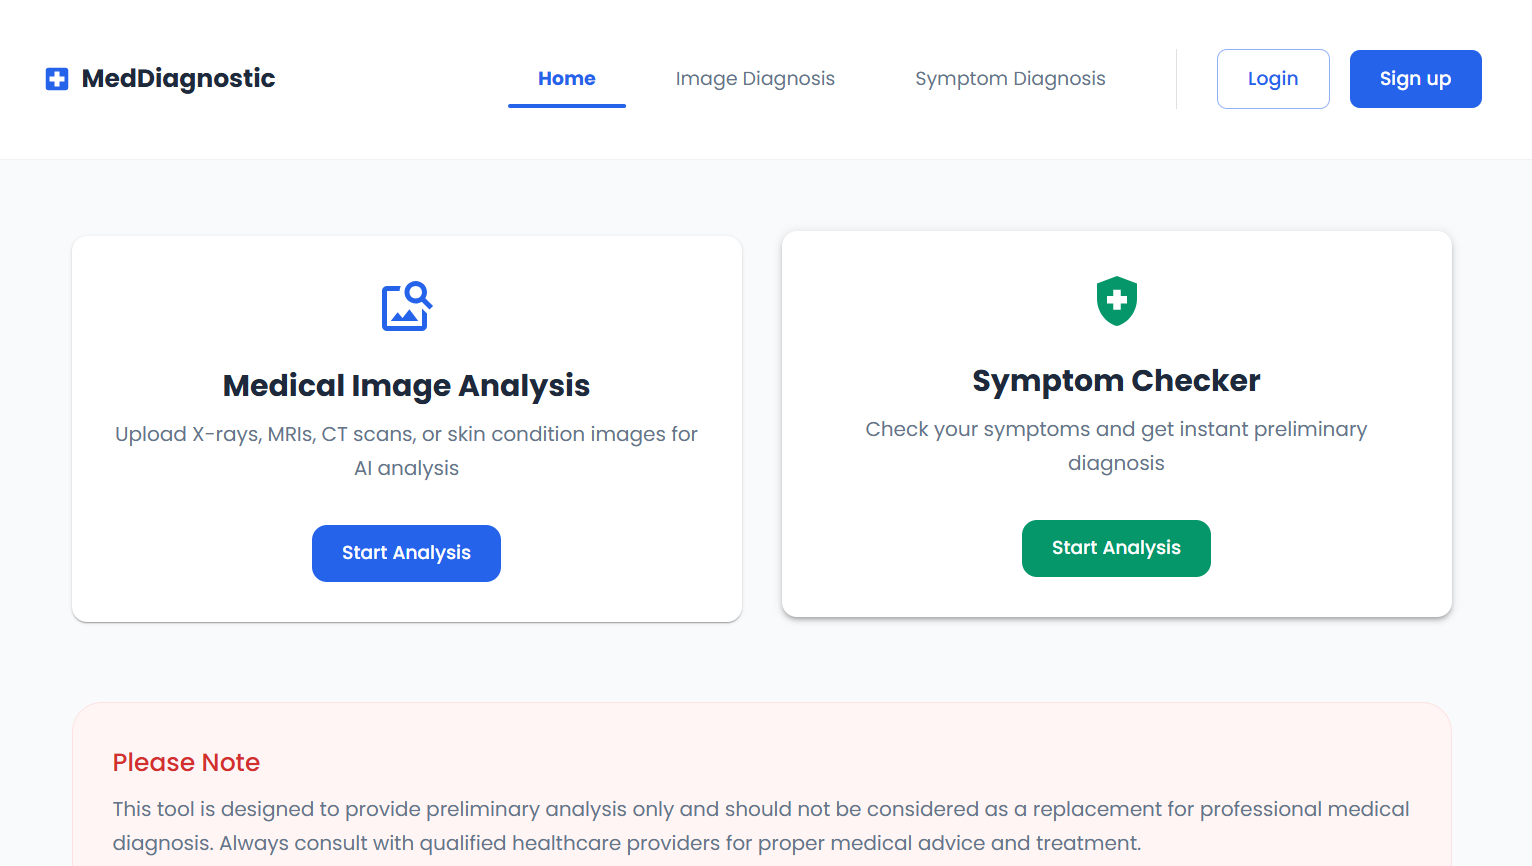 MedDiagnostic
Home
Image Diagnosis
Symptom Diagnosis
Login
Sign up
Medical Image Analysis
Upload X-rays, MRIs, CT scans, or skin condition images for
AI analysis
Start Analysis
Symptom Checker
Check your symptoms and get instant preliminary
diagnosis
Start Analysis
Please Note
This tool is designed to provide preliminary analysis only and should not be considered as a replacement for professional medical
diagnosis. Always consult with qualified healthcare providers for proper medical advice and treatment.